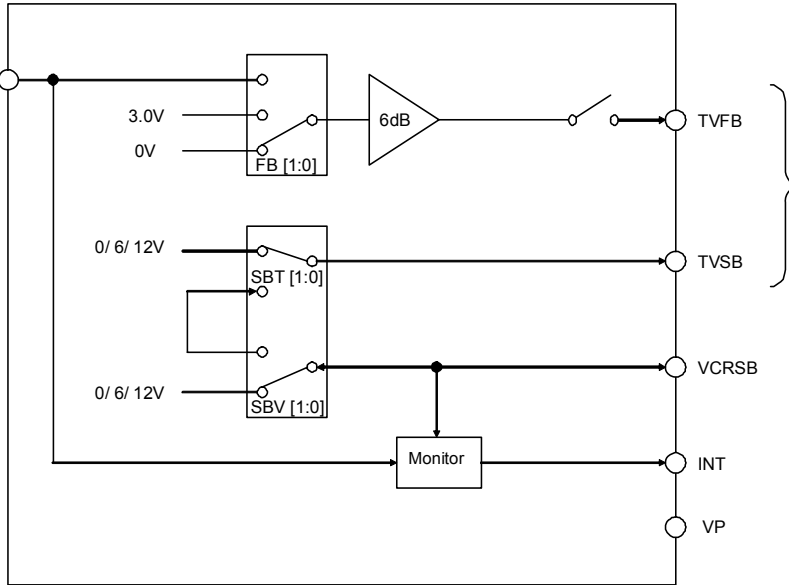 3.0V
0V
FB [1:0]
6dB
TVFB
0/ 6/ 12V
SBT [1:0]
TVSB
0/ 6/ 12V
SBV [1:0]
VCRSB
Monitor
INT
VP